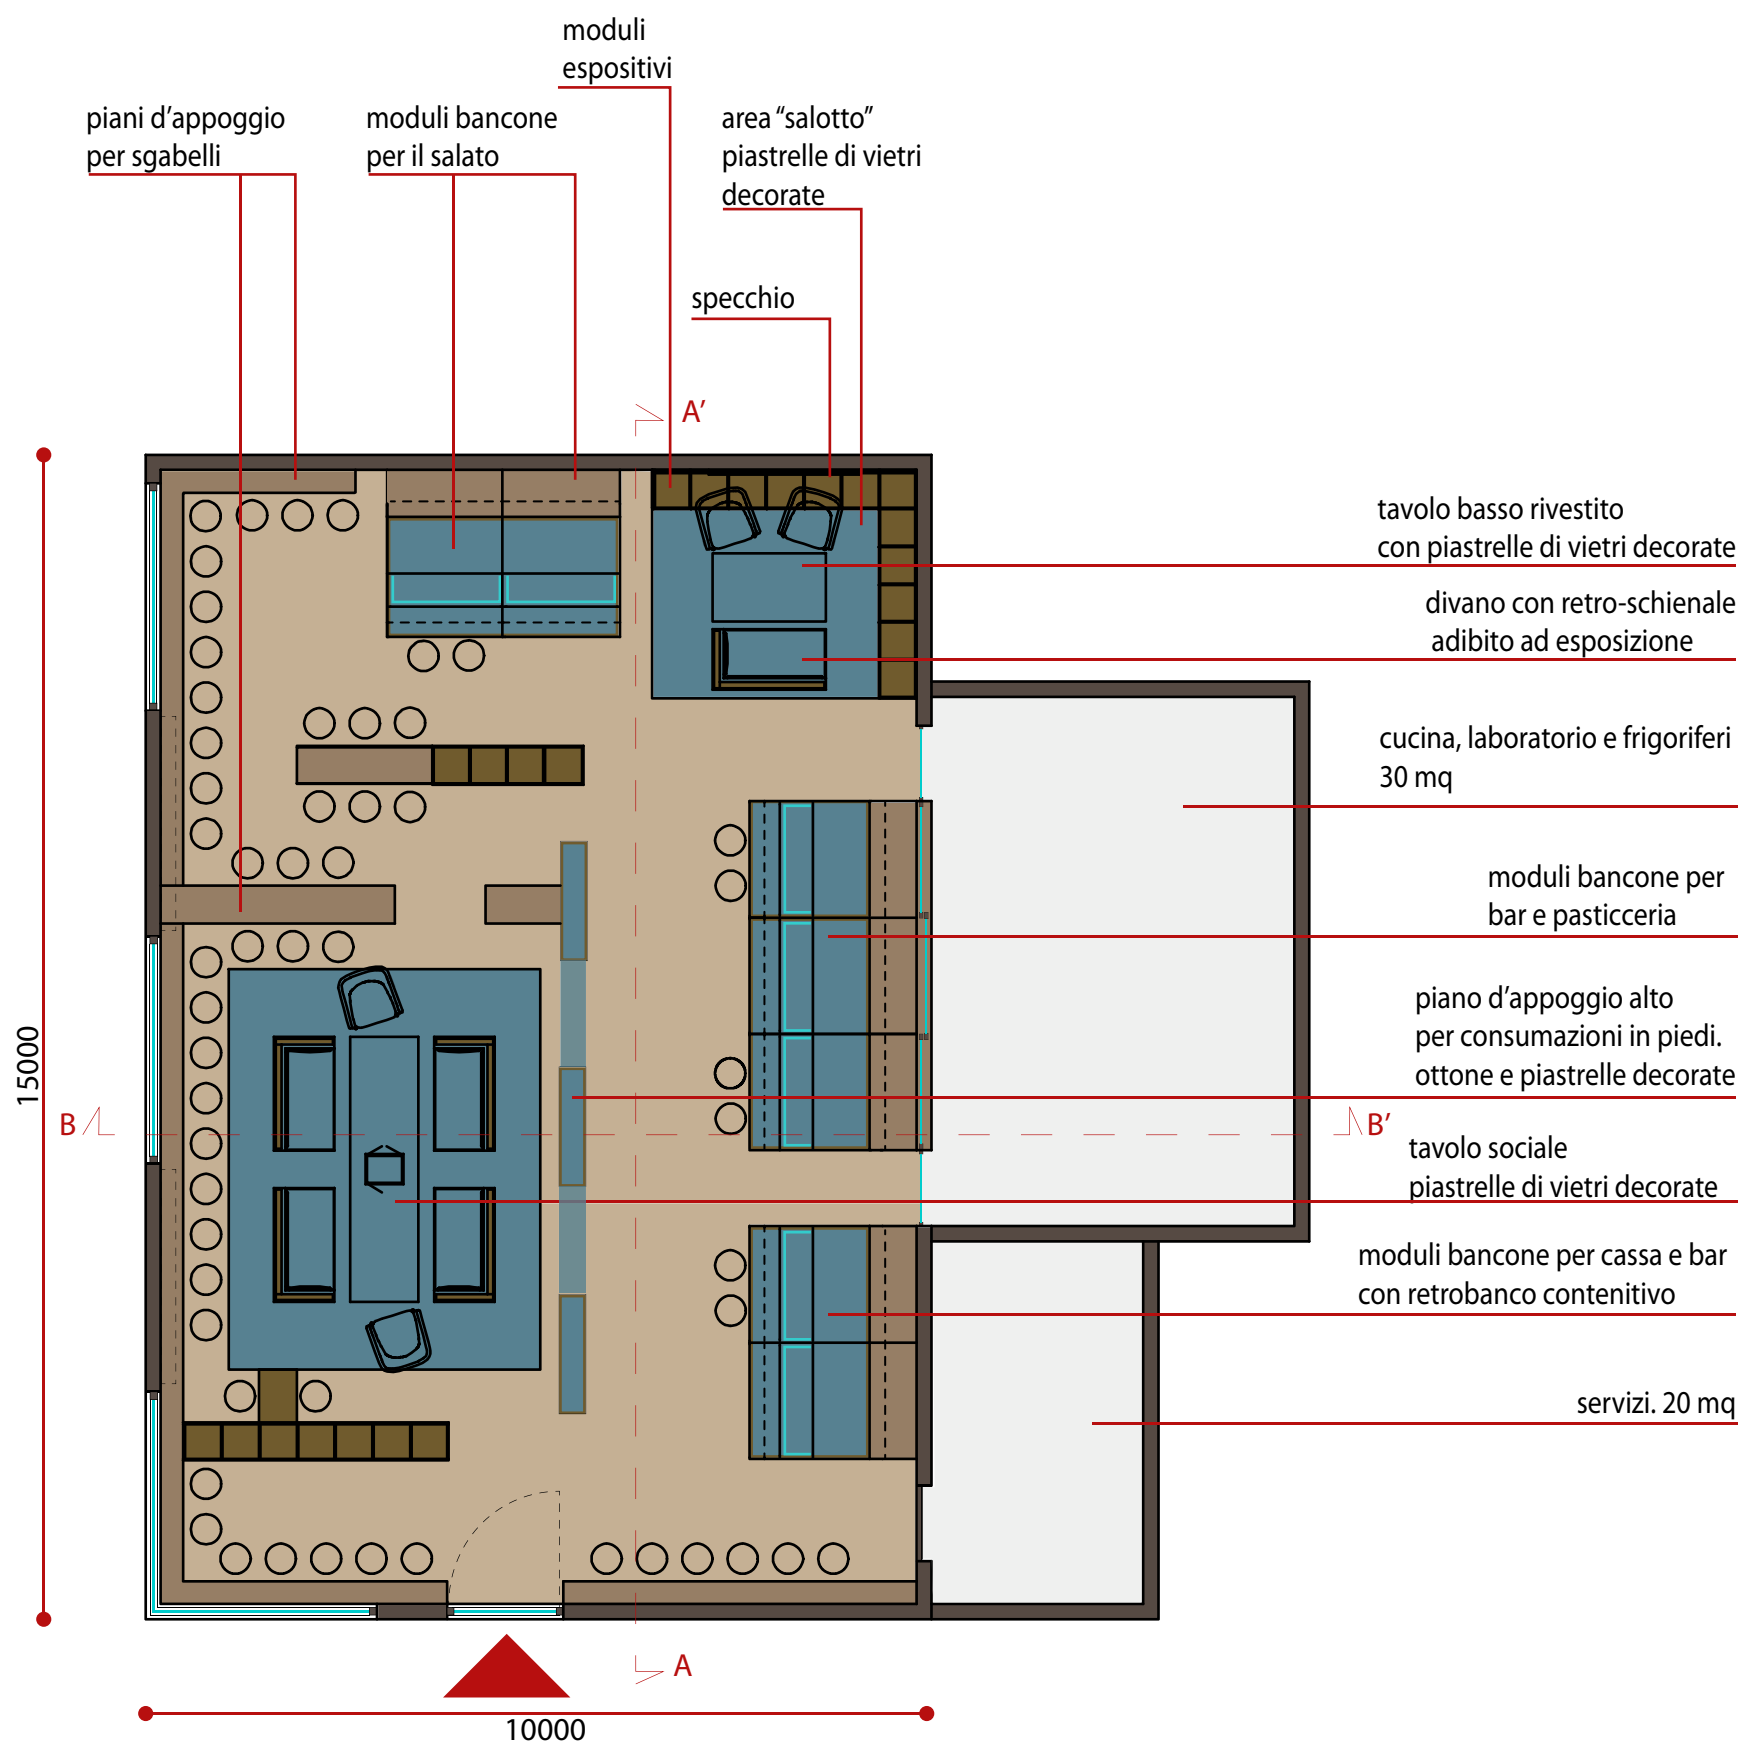 moduli
espositivi
piani d’appoggio
per sgabelli
moduli bancone
per il salato
area “salotto”
piastrelle di vietri
decorate
specchio
A’
tavolo basso rivestito
con piastrelle di vietri decorate
divano con retro-schienale
adibito ad esposizione
cucina, laboratorio e frigoriferi
30 mq
moduli bancone per
bar e pasticceria
piano d’appoggio alto
per consumazioni in piedi.
ottone e piastrelle decorate
15000
B
B’
tavolo sociale
piastrelle di vietri decorate
moduli bancone per cassa e bar
con retrobanco contenitivo
servizi. 20 mq
A
10000